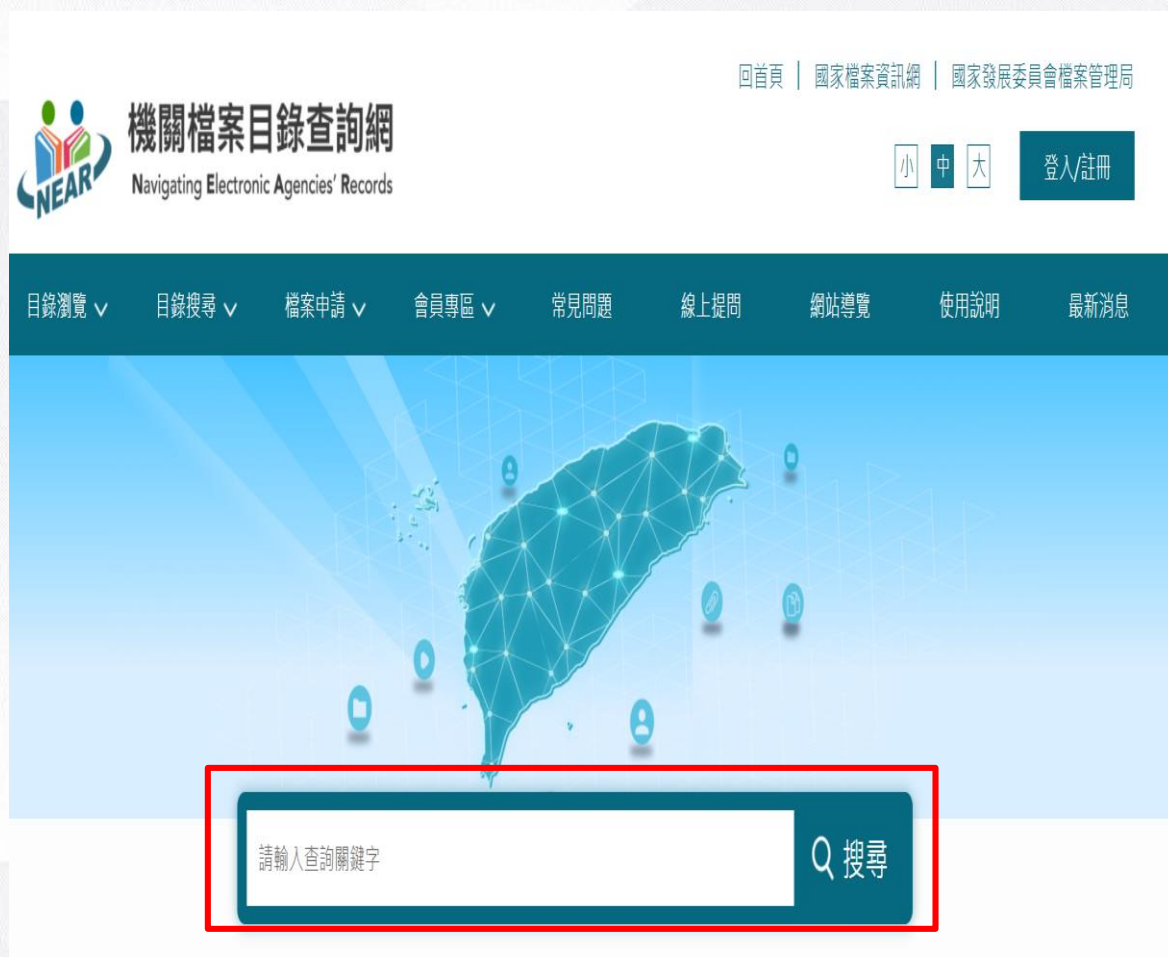 回首頁 | 國家檔案資訊網 | 國家發展委員會檔案管理局
NEAR
機關檔案目錄查詢網
Navigating Electronic Agencies' Records
小 中 大 登入/註冊
目錄瀏覽 目錄搜尋 檔案申請 會員專區 常見問題 線上提問 網站導覽 使用說明 最新消息
請輸入查詢關鍵字 搜尋